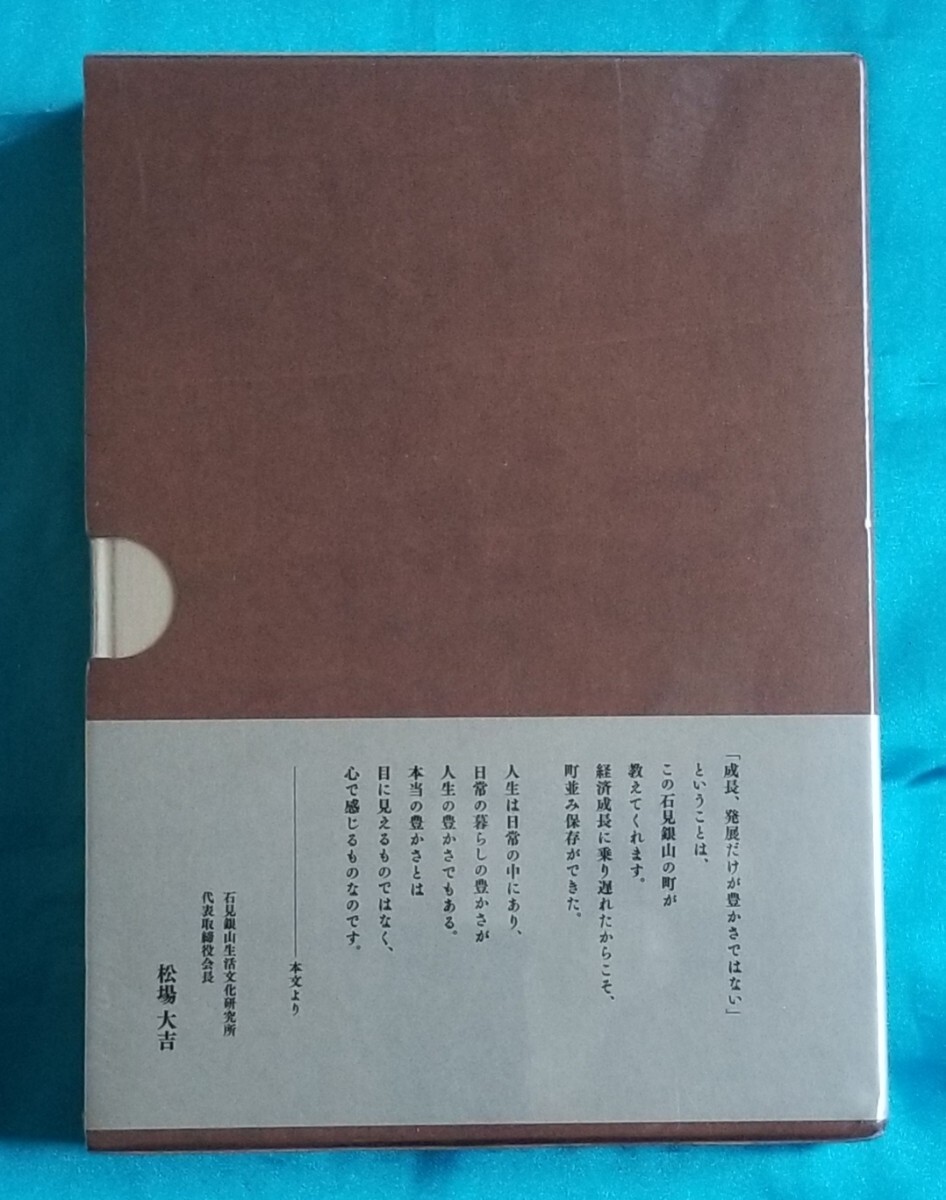 「成長、発展だけが豊かさではない」
ということは、
この石見銀山の町が
教えてくれます。
経済成長に乗り遅れたからこそ、
町並み保存ができた。
人生は日常の中にあり、
日常の暮らしの豊かさが
人生の豊かさでもある。
本当の豊かさとは
目に見えるものではなく、
心で感じるものなのです。
本文より
石見銀山生活文化研究所
代表取締役会長
松場 大吉